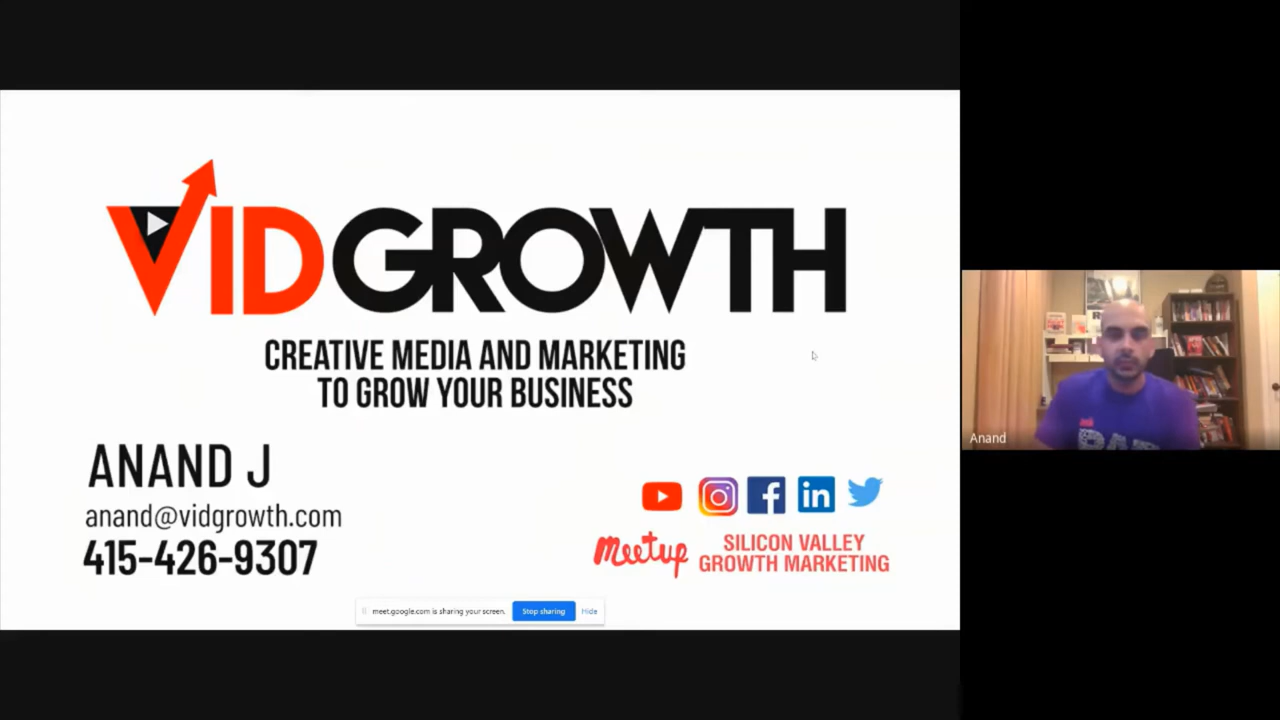 VIDGROWTH
CREATIVE MEDIA AND MARKETING
TO GROW YOUR BUSINESS
ANAND J
anand@vidgrowth.com
415-426-9307
Meetup
SILICON VALLEY
GROWTH MARKETING
meet.google.com is sharing your screen.
Stop sharing
Hide
Anand